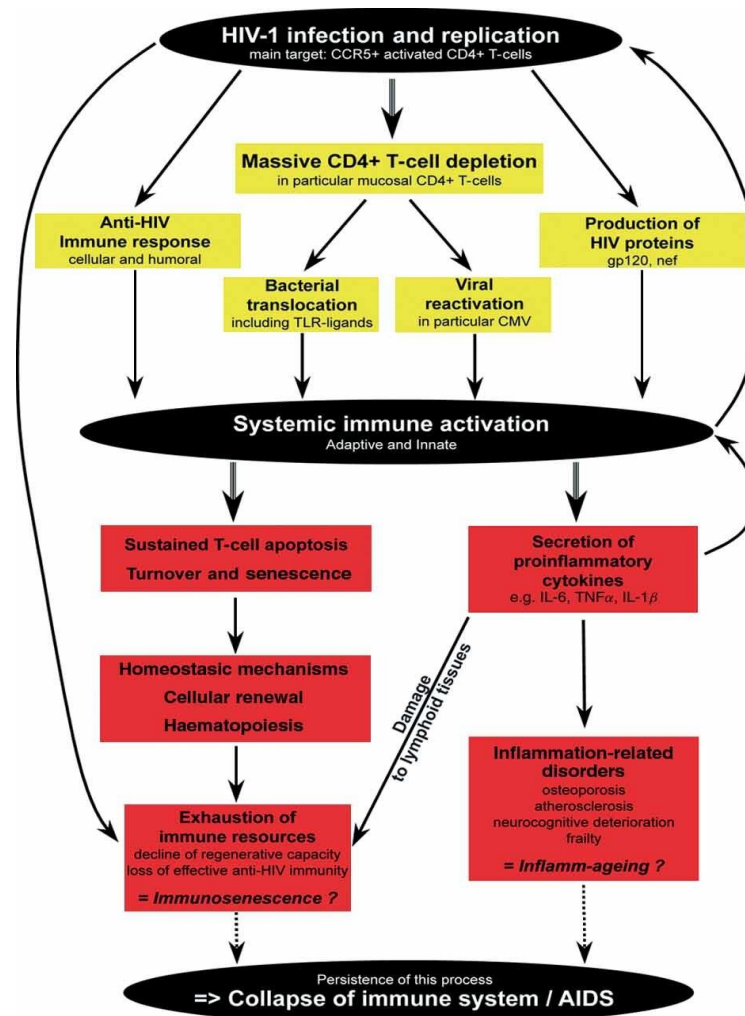 HIV-1 infection and replication
main target: CCR5+ activated CD4+ T-cells
Massive CD4+ T-cell depletion
in particular mucosal CD4+ T-cells
Anti-HIV
Immune response
cellular and humoral
Production of
HIV proteins
gp120, nef
Bacterial
translocation
including TLR-ligands
Viral
reactivation
in particular CMV
Systemic immune activation
Adaptive and Innate
Sustained T-cell apoptosis
Turnover and senescence
Secretion of
proinflammatory
cytokines
e.g. IL-6, TNFα, IL-1β
Homeostasic mechanisms
Cellular renewal
Haematopoiesis
Damage
to lymphoid tissues
Inflammation-related
disorders
osteoporosis
atherosclerosis
neurocognitive deterioration
frailty
= Inflamm-ageing ?
Exhaustion of
immune resources
decline of regenerative capacity
loss of effective anti-HIV immunity
= Immunosenescence ?
Persistence of this process
=> Collapse of immune system / AIDS